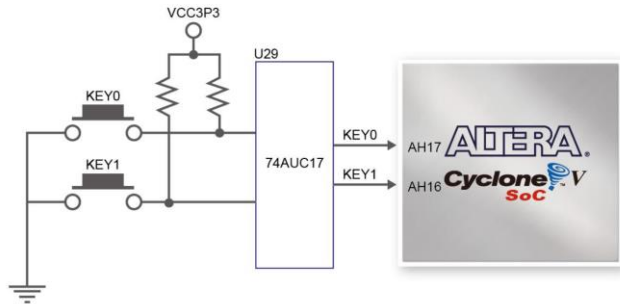 VCC3P3
U29
KEY0
KEY1
74AUC17
KEY0
KEY1
AH17
AH16
ALTERA.
Cyclone V
SoC